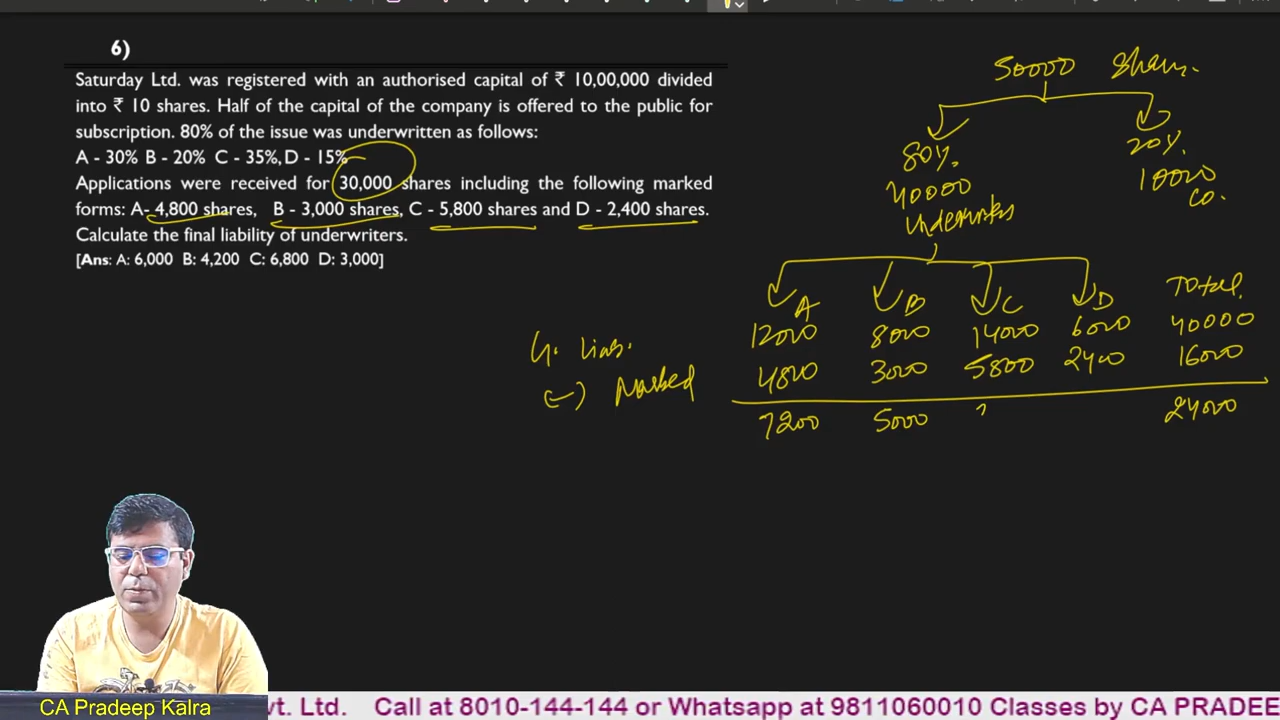 6)
Saturday Ltd. was registered with an authorised capital of ₹ 10,00,000 divided
into ₹ 10 shares. Half of the capital of the company is offered to the public for
subscription. 80% of the issue was underwritten as follows:
A - 30% B - 20% C - 35%, D - 15%
Applications were received for 30,000 shares including the following marked
forms: A- 4,800 shares, B - 3,000 shares, C - 5,800 shares and D - 2,400 shares.
Calculate the final liability of underwriters.
[Ans: A: 6,000 B: 4,200 C: 6,800 D: 3,000]
50000 Shares.
80%. 20%.
40000 10000
Underwriters Co.
A B C D Total.
G. Liab. 12000 8000 14000 6000 40000
(-) Marked 4800 3000 5800 2400 16000
7200 5000 24000
CA Pradeep Kalra
vt. Ltd. Call at 8010-144-144 or Whatsapp at 9811060010 Classes by CA PRADEE